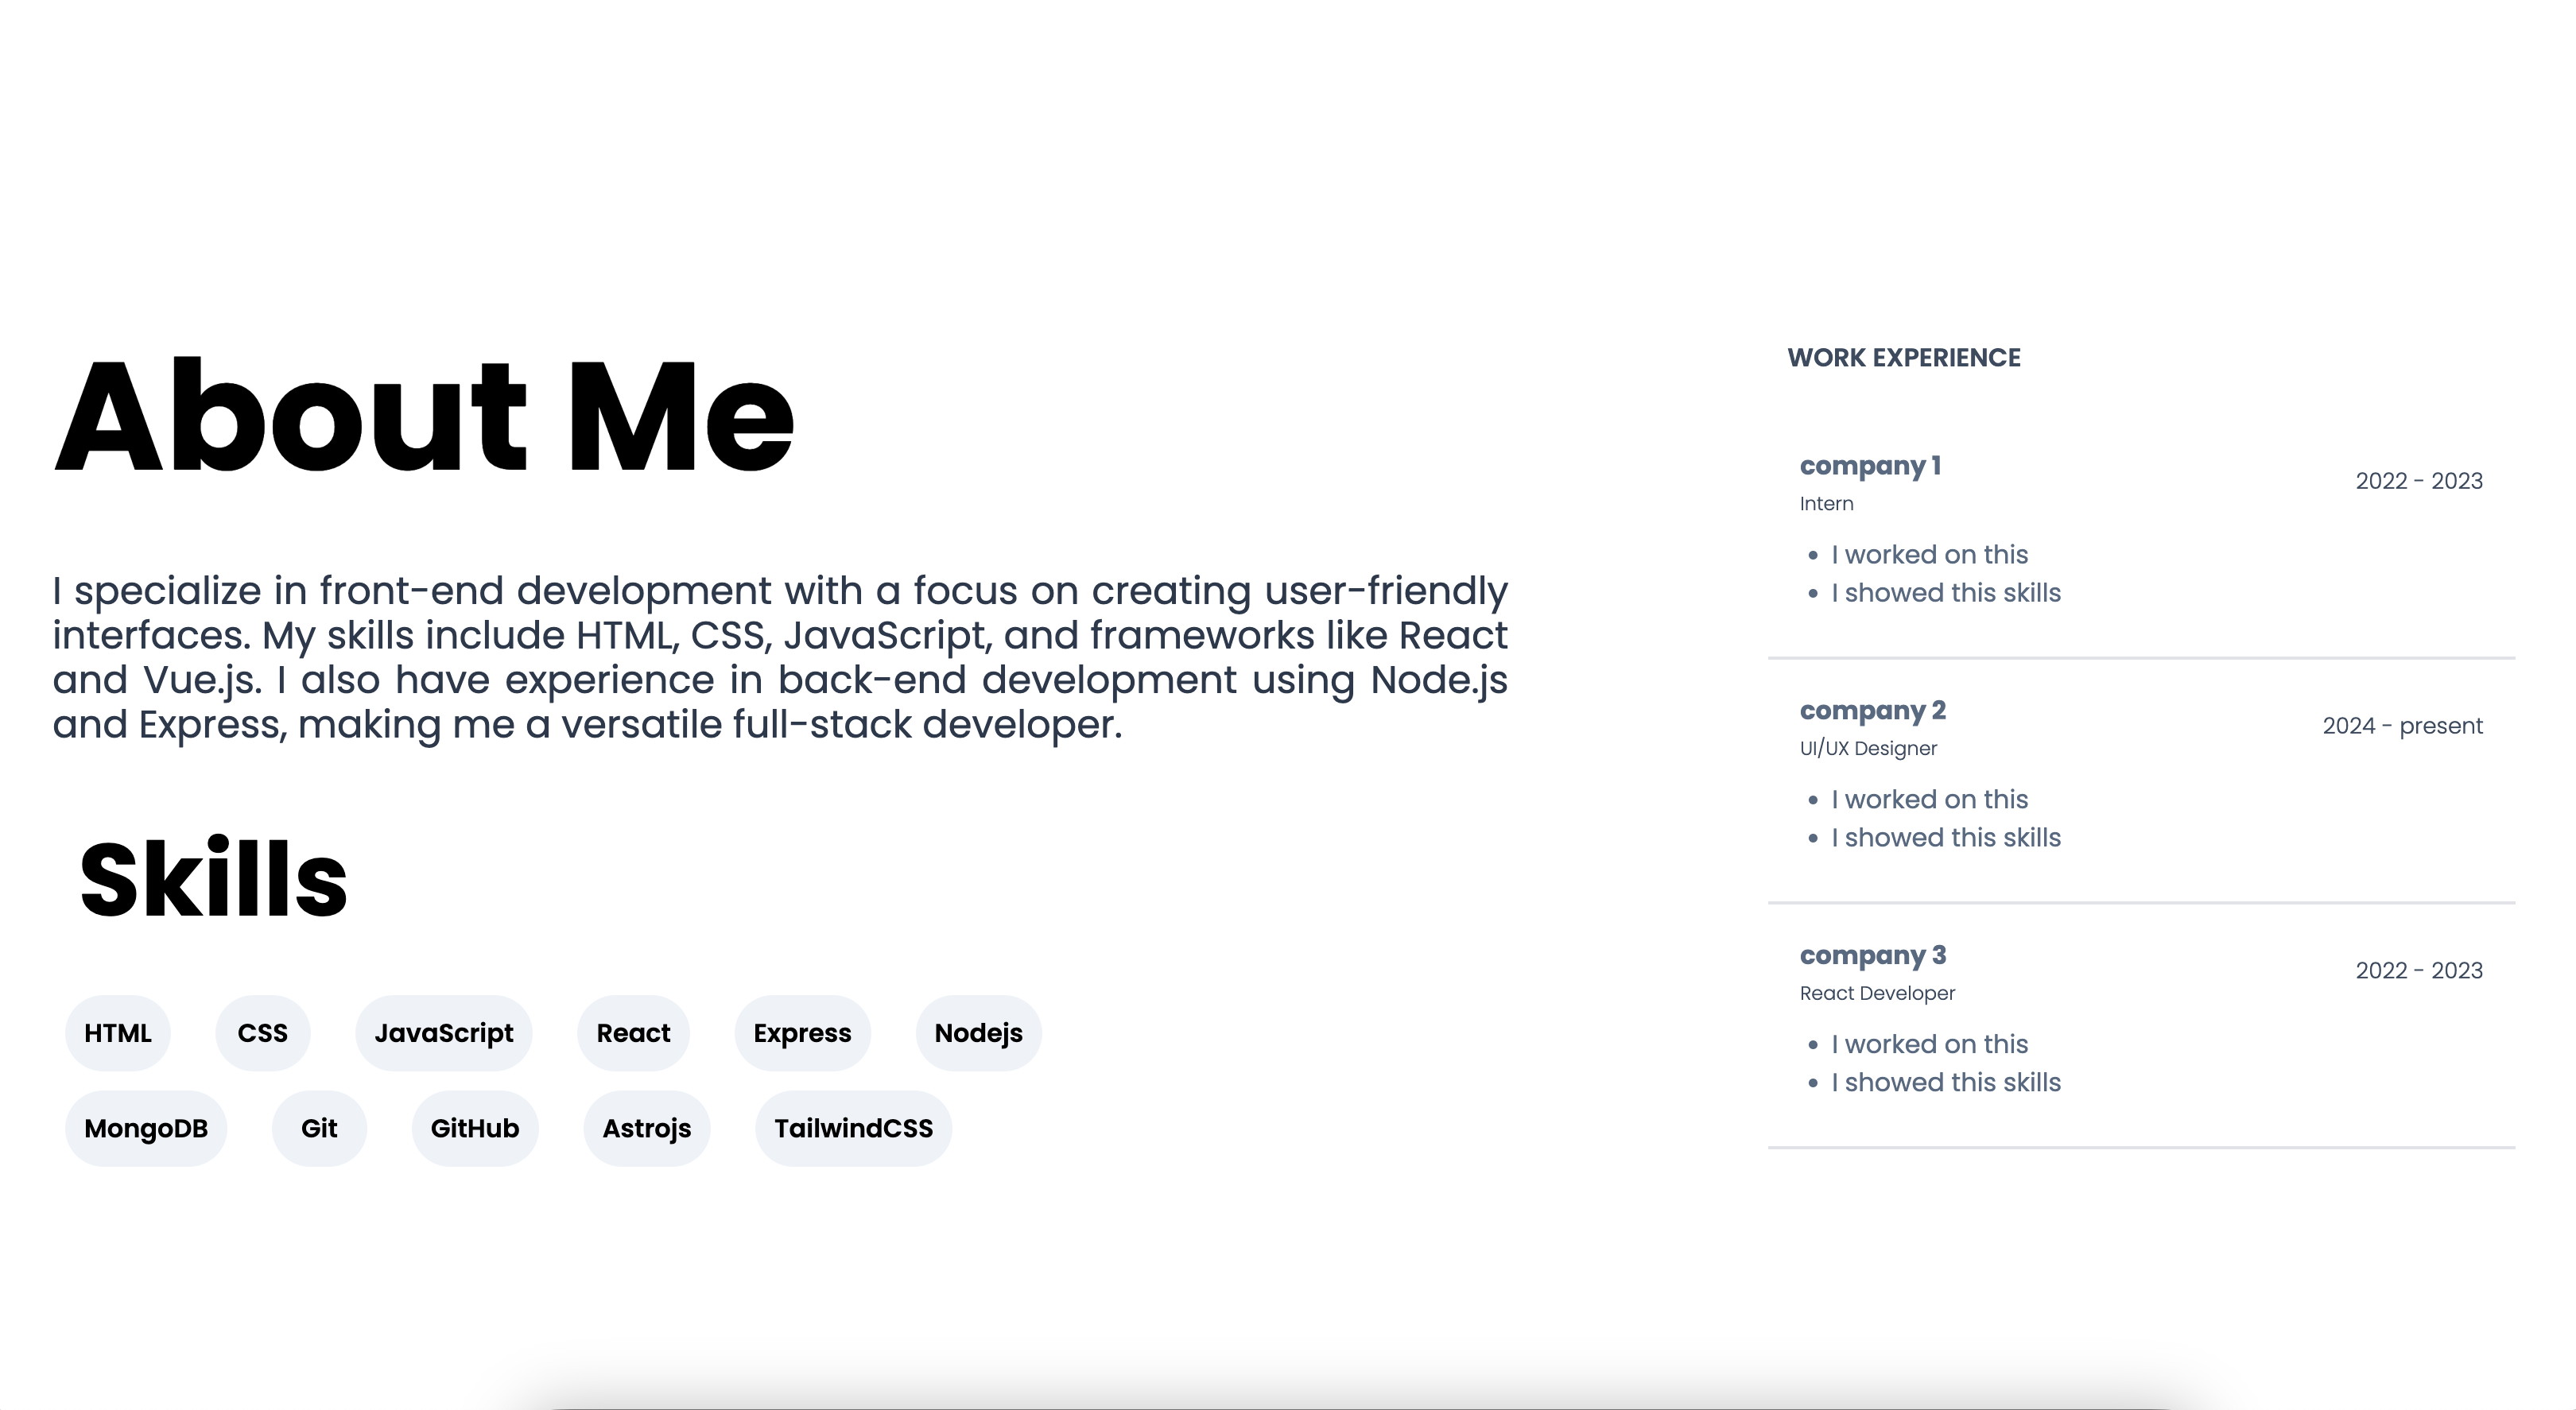 About Me
I specialize in front-end development with a focus on creating user-friendly
interfaces. My skills include HTML, CSS, JavaScript, and frameworks like React
and Vue.js. I also have experience in back-end development using Node.js
and Express, making me a versatile full-stack developer.
Skills
HTML CSS JavaScript React Express Nodejs
MongoDB Git GitHub Astrojs TailwindCSS
WORK EXPERIENCE
company 1
2022 - 2023
Intern
• I worked on this
• I showed this skills
company 2
2024 - present
UI/UX Designer
• I worked on this
• I showed this skills
company 3
2022 - 2023
React Developer
• I worked on this
• I showed this skills